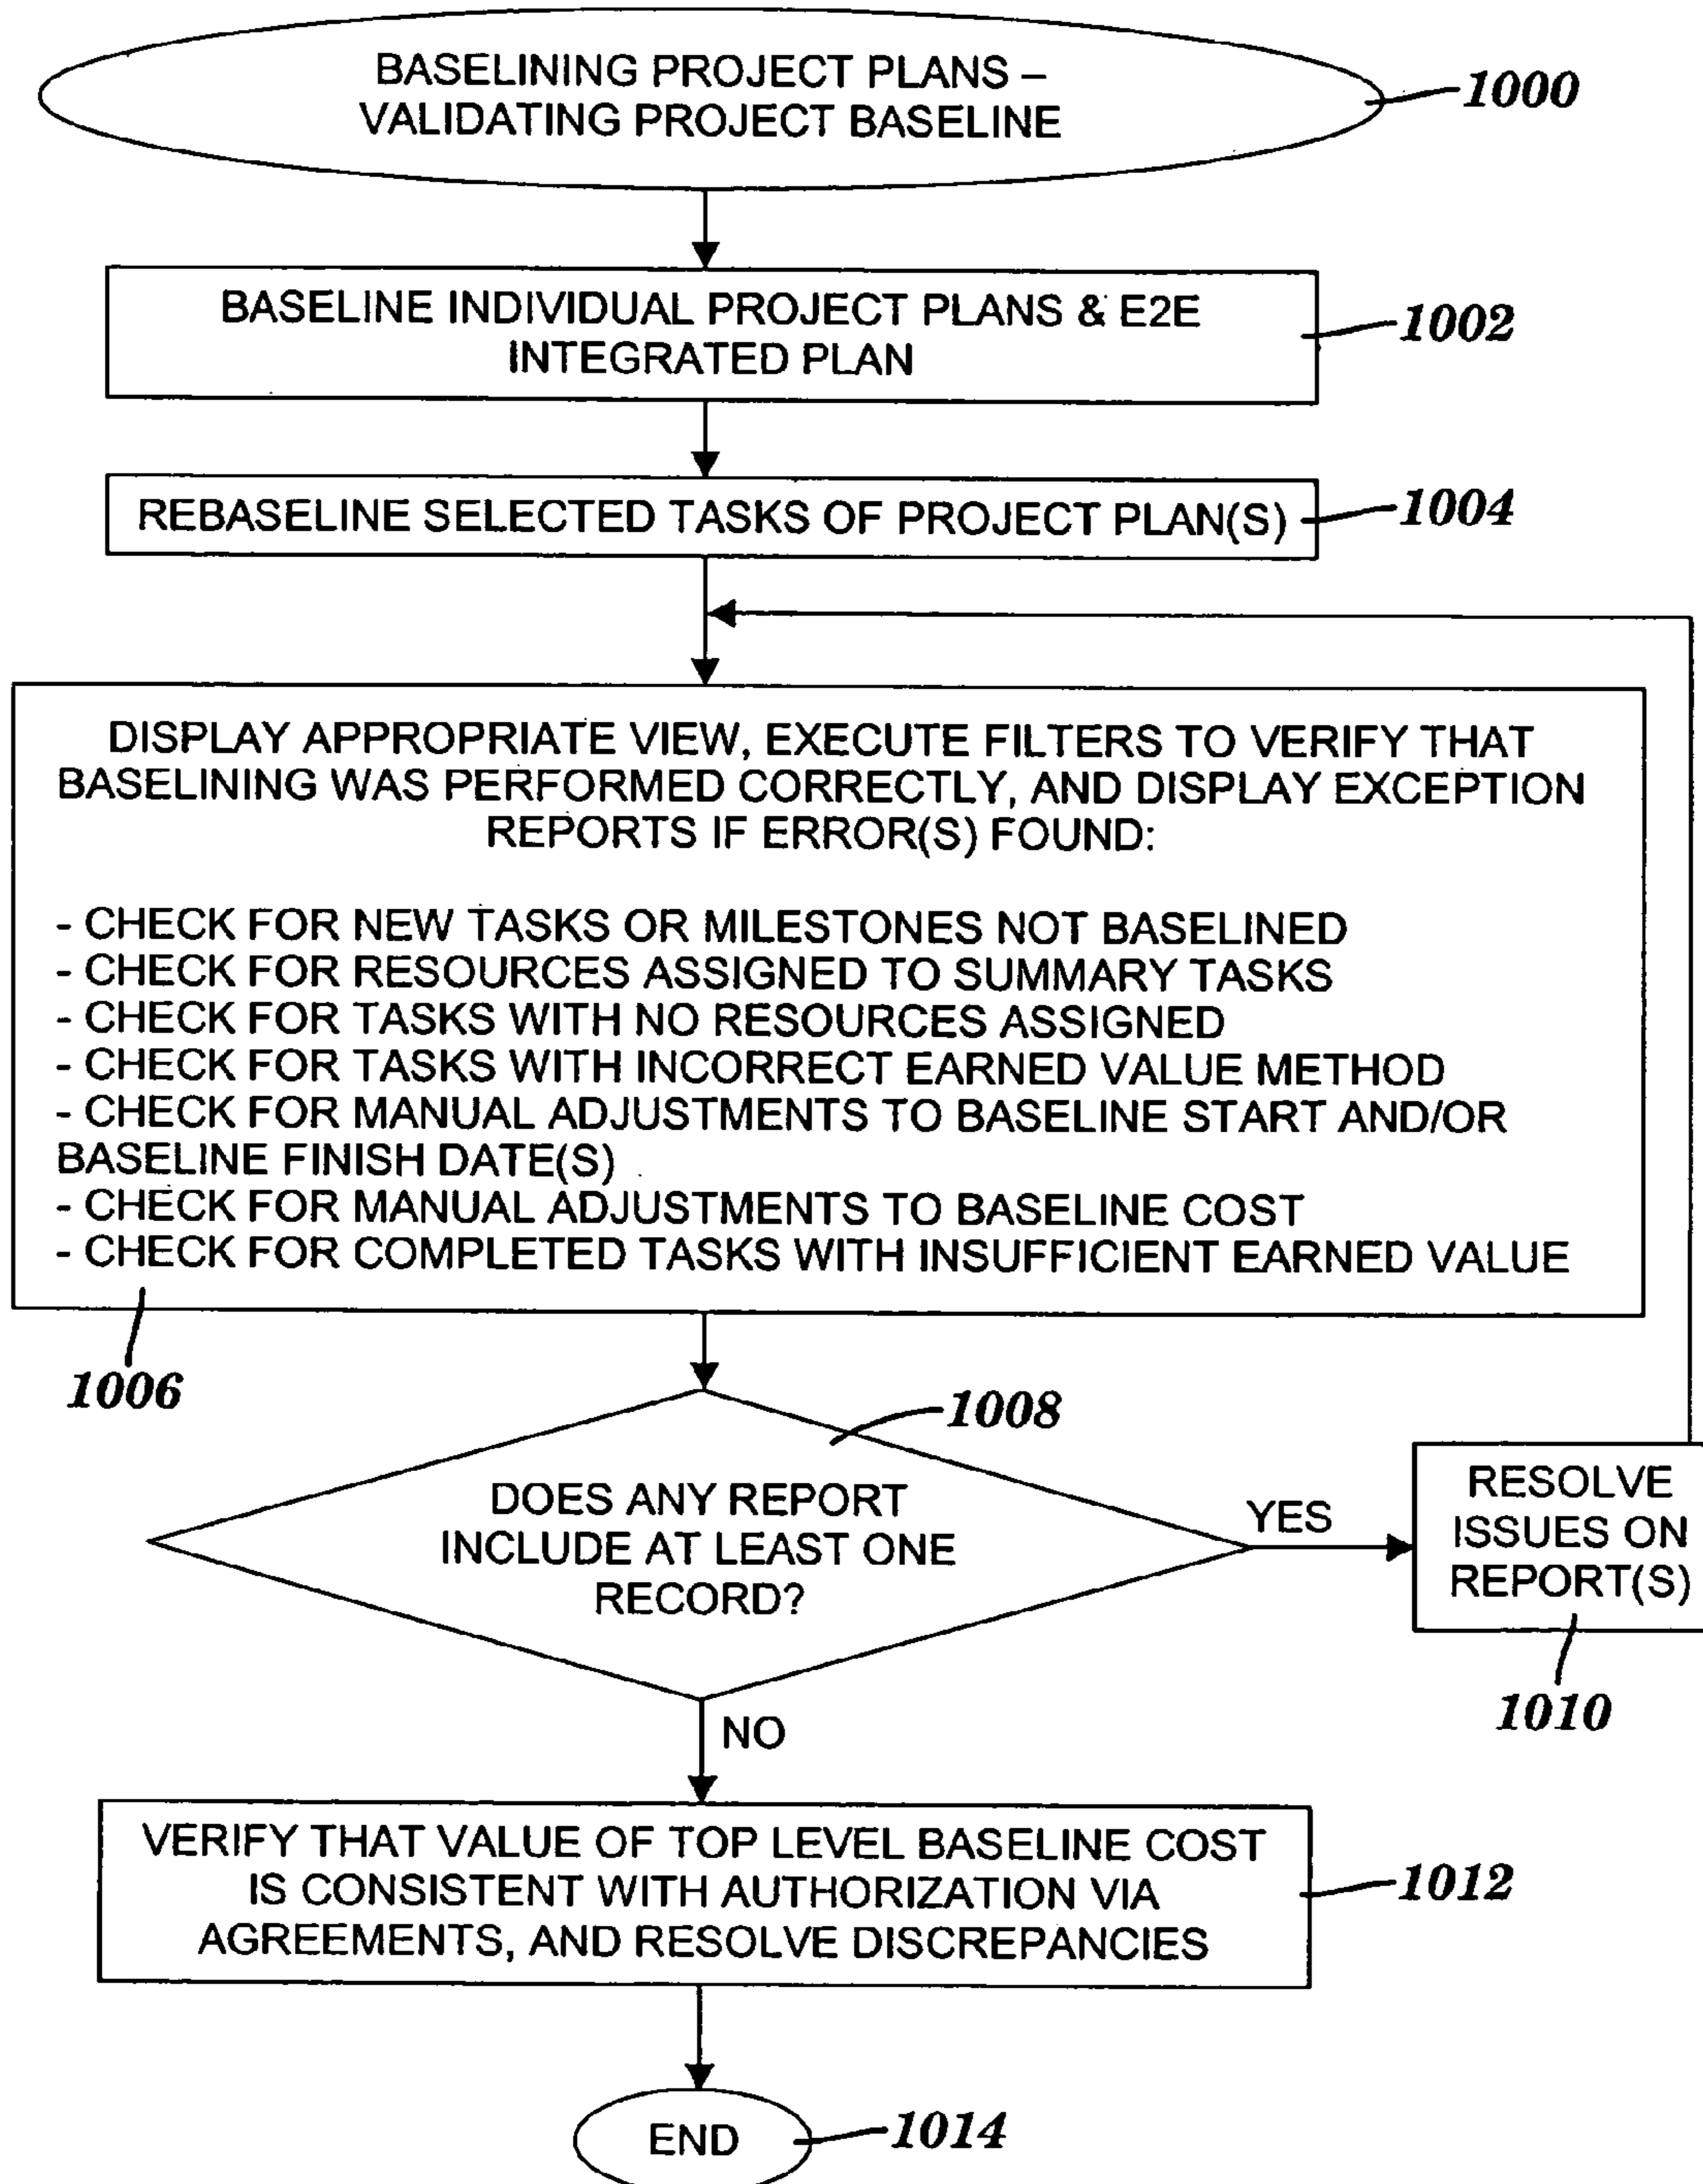 BASELINING PROJECT PLANS –
VALIDATING PROJECT BASELINE
1000
BASELINE INDIVIDUAL PROJECT PLANS & E2E
INTEGRATED PLAN
1002
REBASELINE SELECTED TASKS OF PROJECT PLAN(S)
1004
DISPLAY APPROPRIATE VIEW, EXECUTE FILTERS TO VERIFY THAT
BASELINING WAS PERFORMED CORRECTLY, AND DISPLAY EXCEPTION
REPORTS IF ERROR(S) FOUND:
- CHECK FOR NEW TASKS OR MILESTONES NOT BASELINED
- CHECK FOR RESOURCES ASSIGNED TO SUMMARY TASKS
- CHECK FOR TASKS WITH NO RESOURCES ASSIGNED
- CHECK FOR TASKS WITH INCORRECT EARNED VALUE METHOD
- CHECK FOR MANUAL ADJUSTMENTS TO BASELINE START AND/OR
BASELINE FINISH DATE(S)
- CHECK FOR MANUAL ADJUSTMENTS TO BASELINE COST
- CHECK FOR COMPLETED TASKS WITH INSUFFICIENT EARNED VALUE
1006
1008
DOES ANY REPORT
INCLUDE AT LEAST ONE
RECORD?
YES
RESOLVE
ISSUES ON
REPORT(S)
1010
NO
VERIFY THAT VALUE OF TOP LEVEL BASELINE COST
IS CONSISTENT WITH AUTHORIZATION VIA
AGREEMENTS, AND RESOLVE DISCREPANCIES
1012
END
1014